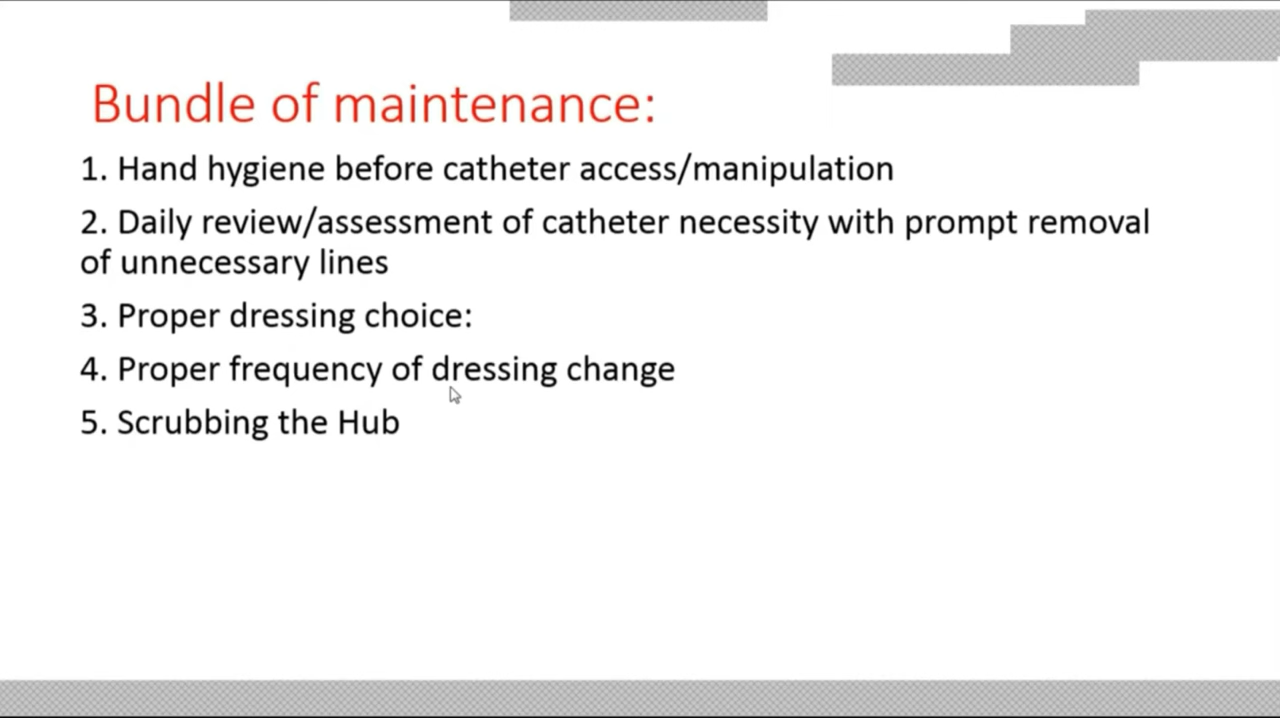 Bundle of maintenance:
1. Hand hygiene before catheter access/manipulation
2. Daily review/assessment of catheter necessity with prompt removal
of unnecessary lines
3. Proper dressing choice:
4. Proper frequency of dressing change
5. Scrubbing the Hub